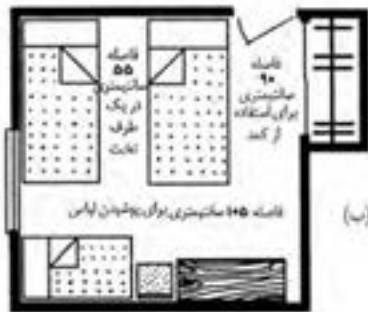 فاصله
۹۰
سانتیمتری
برای استفاده
از کمد
فاصله
۵۵
سانتیمتری
در یک
طرف
تخت
فاصله ۱۰۵ سانتیمتری برای پوشیدن لباس
(ب)